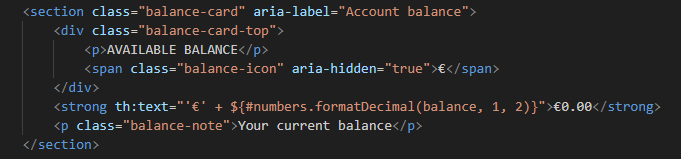 <section class="balance-card" aria-label="Account balance">
    <div class="balance-card-top">
        <p>AVAILABLE BALANCE</p>
        <span class="balance-icon" aria-hidden="true">€</span>
    </div>
    <strong th:text="'€' + ${#numbers.formatDecimal(balance, 1, 2)}">€0.00</strong>
    <p class="balance-note">Your current balance</p>
</section>